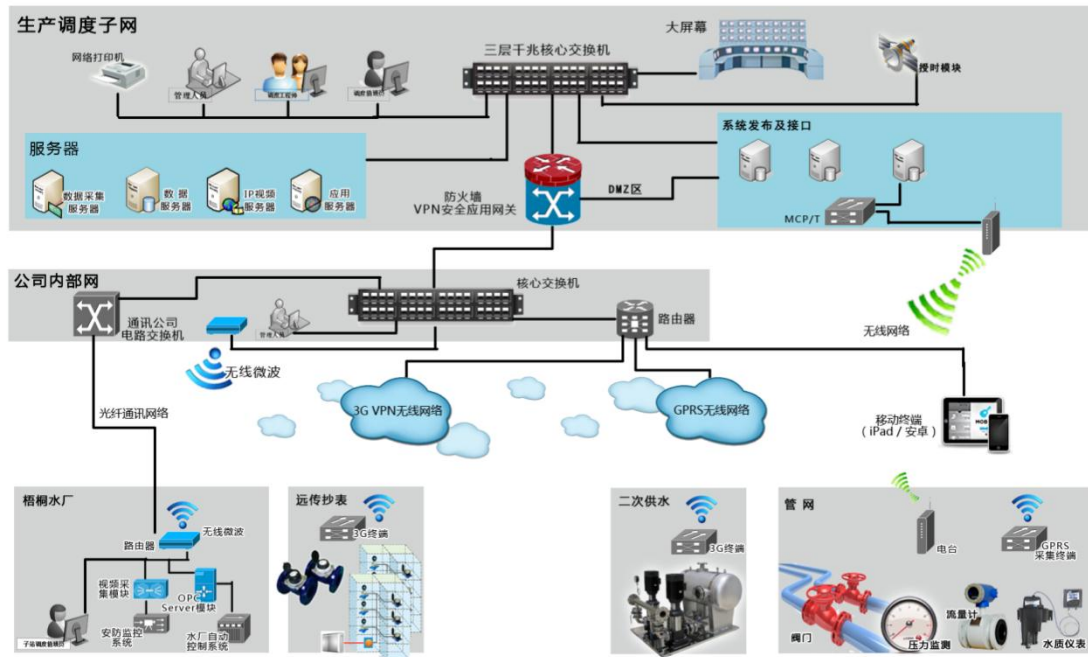 生产调度子网
网络打印机
管理人员
调度工程师
调度值班员
三层千兆核心交换机
大屏幕
授时模块
服务器
数据采集
服务器
数据
服务器
IP视频
服务器
应用
服务器
防火墙
VPN安全应用网关
DMZ区
系统发布及接口
MCP/T
公司内部网
通讯公司
电路交换机
管理人员
核心交换机
路由器
无线网络
无线微波
光纤通讯网络
3G VPN无线网络
GPRS无线网络
移动终端
（iPad / 安卓）
梧桐水厂
无线微波
路由器
视频采
集模块
OPC
Server模块
子站调度值班员
安防监控
系统
水厂自动
控制系统
远传抄表
3G终端
二次供水
3G终端
管 网
电台
GPRS
采集终端
阀门
压力监测
流量计
水质仪表